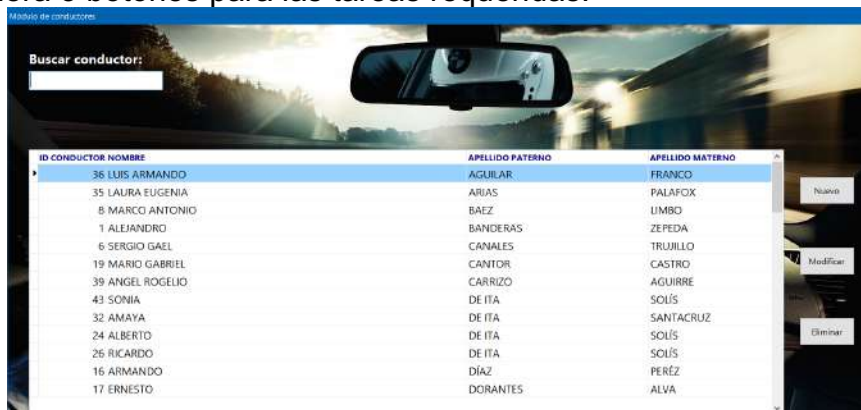 Módulo de conductores
Buscar conductor:
ID CONDUCTOR NOMBRE APELLIDO PATERNO APELLIDO MATERNO
36 LUIS ARMANDO AGUILAR FRANCO
35 LAURA EUGENIA ARIAS PALAFOX
8 MARCO ANTONIO BAEZ LIMBO
1 ALEJANDRO BANDERAS ZEPEDA
6 SERGIO GAEL CANALES TRUJILLO
19 MARIO GABRIEL CANTOR CASTRO
39 ANGEL ROGELIO CARRIZO AGUIRRE
43 SONIA DE ITA SOLÍS
32 AMAYA DE ITA SANTACRUZ
24 ALBERTO DE ITA SOLÍS
26 RICARDO DE ITA SOLÍS
16 ARMANDO DÍAZ PERÉZ
17 ERNESTO DORANTES ALVA
Nuevo
Modificar
Eliminar